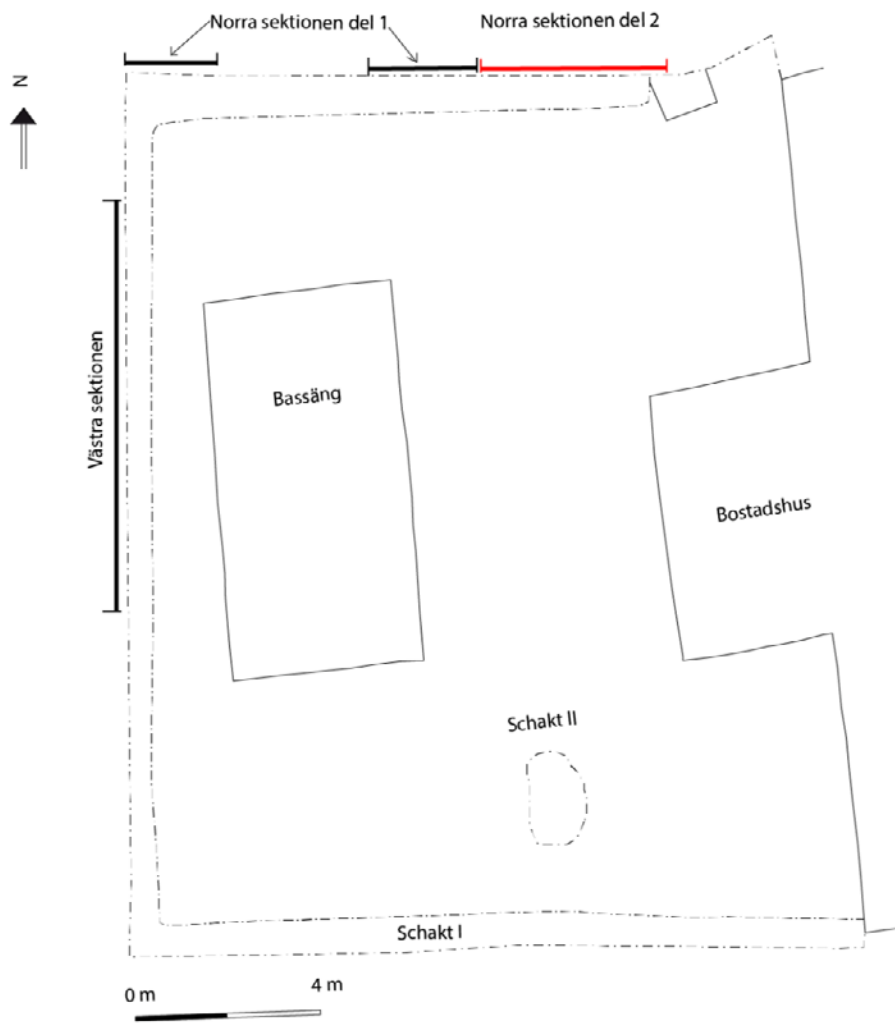 Norra sektionen del 1
Norra sektionen del 2
N
Västra sektionen
Bassäng
Bostadshus
Schakt II
Schakt I
0 m
4 m